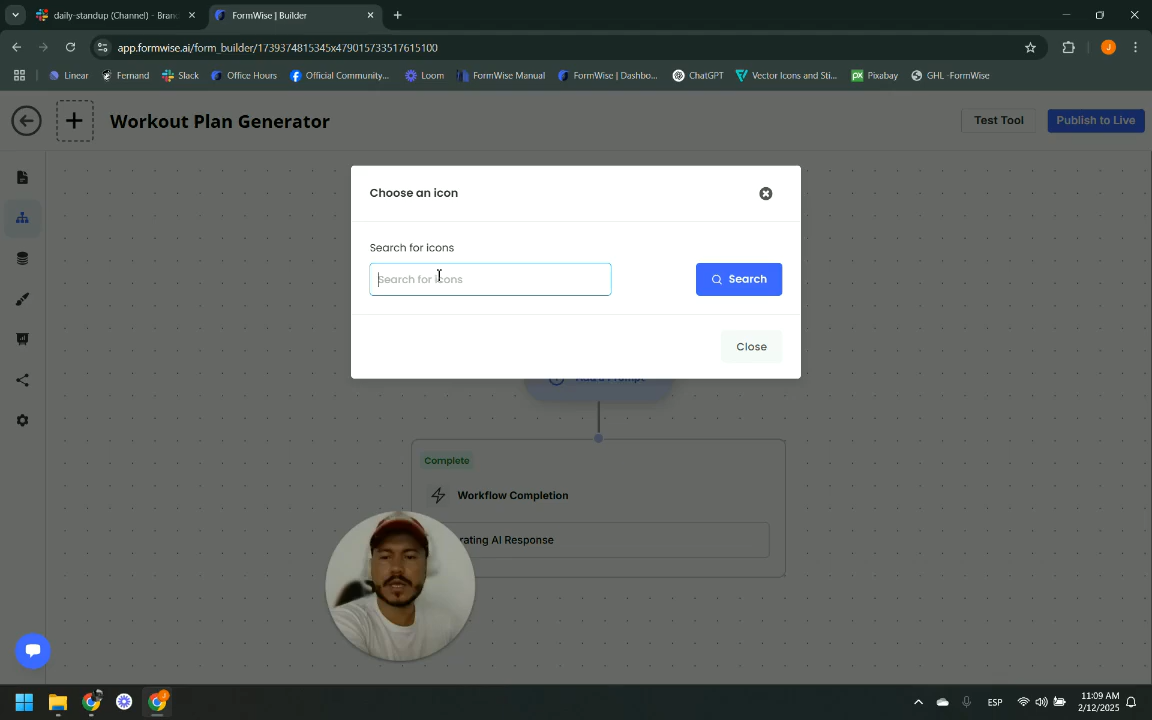 daily-standup (Channel) - Bran
FormWise | Builder
app.formwise.ai/form_builder/1739374815345x479015733517615100
Linear
Fernand
Slack
Office Hours
Official Community...
Loom
FormWise Manual
FormWise | Dashbo...
ChatGPT
Vector Icons and Sti...
Pixabay
GHL -FormWise
Workout Plan Generator
Test Tool
Publish to Live
Choose an icon
Search for icons
Search for icons
Search
Close
Add a Prompt
Complete
Workflow Completion
rating AI Response
ESP
11:09 AM
2/12/2025